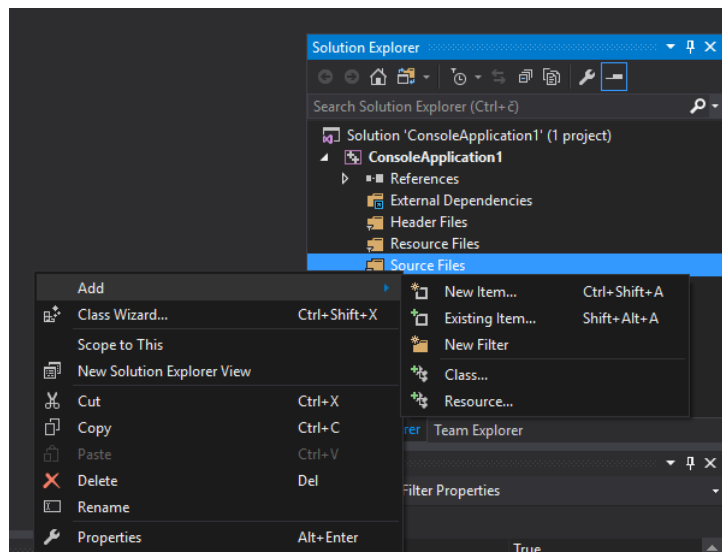 Solution Explorer
Search Solution Explorer (Ctrl+č)
Solution 'ConsoleApplication1' (1 project)
ConsoleApplication1
References
External Dependencies
Header Files
Resource Files
Source Files
Add
Class Wizard... Ctrl+Shift+X
Scope to This
New Solution Explorer View
Cut Ctrl+X
Copy Ctrl+C
Paste Ctrl+V
Delete Del
Rename
Properties Alt+Enter
New Item... Ctrl+Shift+A
Existing Item... Shift+Alt+A
New Filter
Class...
Resource...
Team Explorer
Filter Properties
True